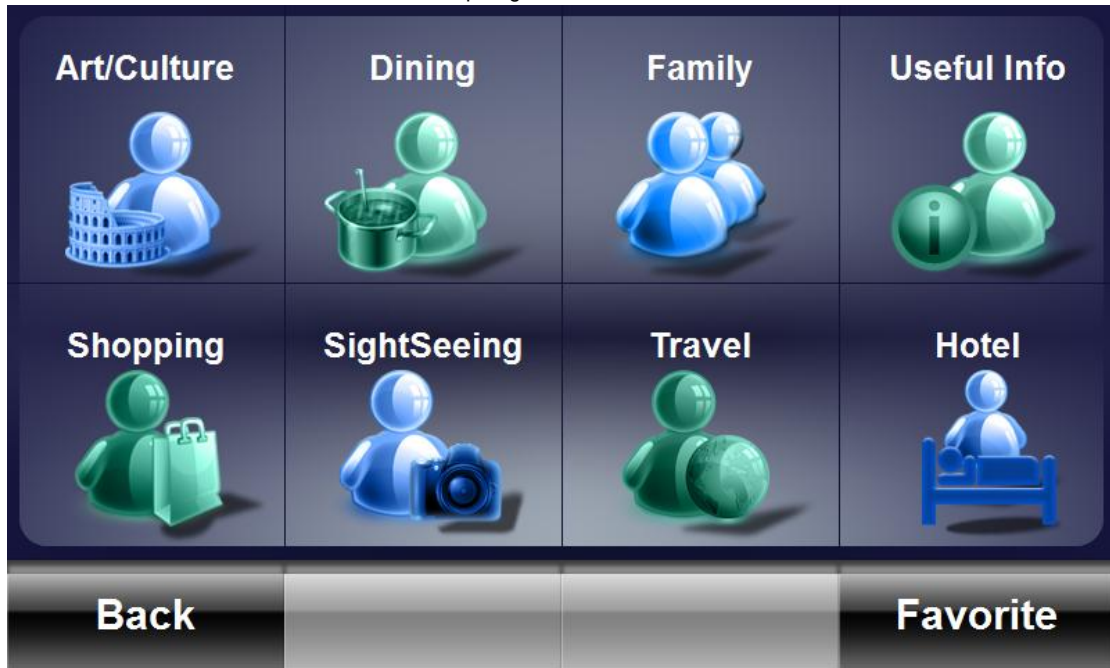 Art/Culture
Dining
Family
Useful Info
Shopping
SightSeeing
Travel
Hotel
Back
Favorite